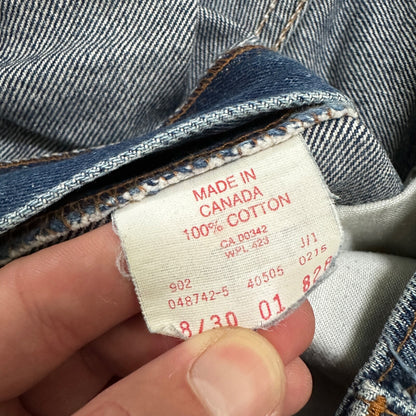 MADE IN
CANADA
100% COTTON
CA 00342
WPL 423
902 J/1
048742-5 40505 0215
8/30 01 828